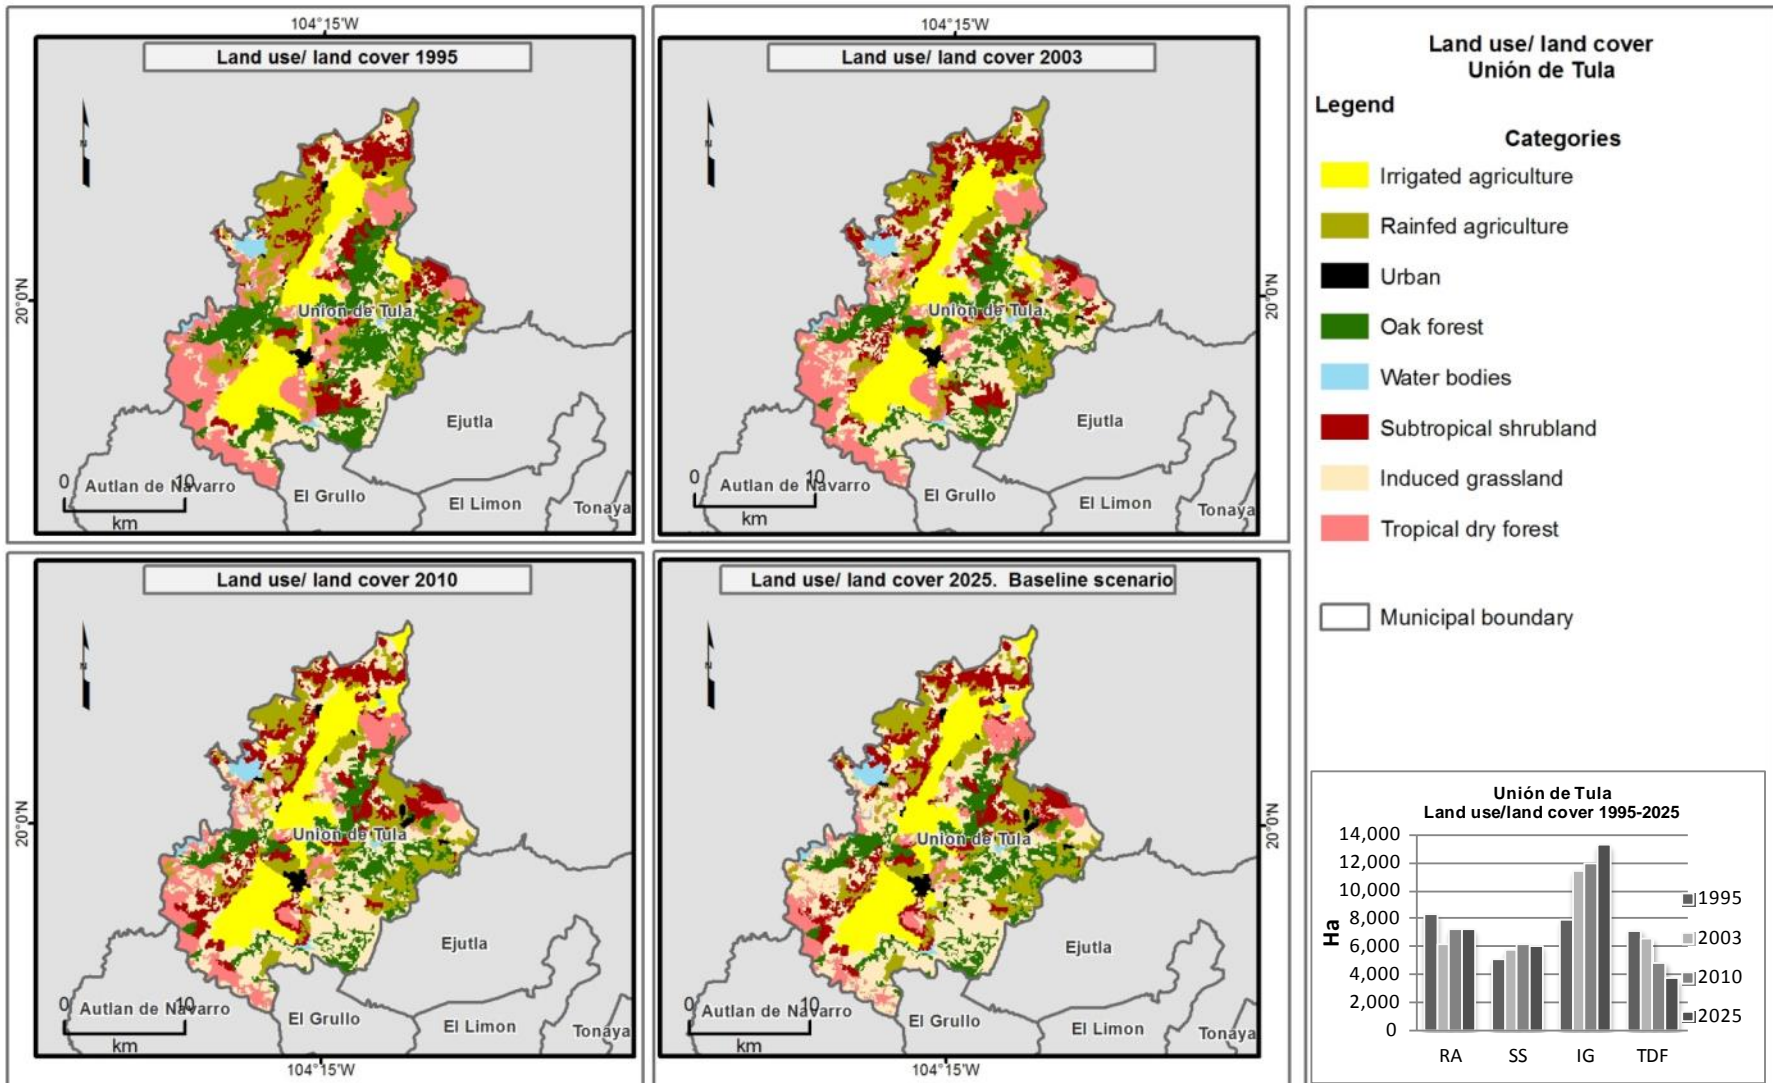 104°15'W
Land use/ land cover 1995
N
20°0'N
Union de Tula
Ejutla
0 10
Autlan de Navarro
km
El Grullo
El Limon
Tonaya
104°15'W
Land use/ land cover 2003
N
20°0'N
Union de Tula
Ejutla
0 10
Autlan de Navarro
km
El Grullo
El Limon
Tonaya
Land use/ land cover 2010
N
20°0'N
Union de Tula
Ejutla
0 10
Autlan de Navarro
km
El Grullo
El Limon
Tonaya
104°15'W
Land use/ land cover 2025. Baseline scenario
N
20°0'N
Union de Tula
Ejutla
0 10
Autlan de Navarro
km
El Grullo
El Limon
Tonaya
104°15'W
Land use/ land cover
Unión de Tula
Legend
Categories
Irrigated agriculture
Rainfed agriculture
Urban
Oak forest
Water bodies
Subtropical shrubland
Induced grassland
Tropical dry forest
Municipal boundary
Unión de Tula
Land use/land cover 1995-2025
Ha
14,000
12,000
10,000
8,000
6,000
4,000
2,000
0
RA SS IG TDF
1995
2003
2010
2025